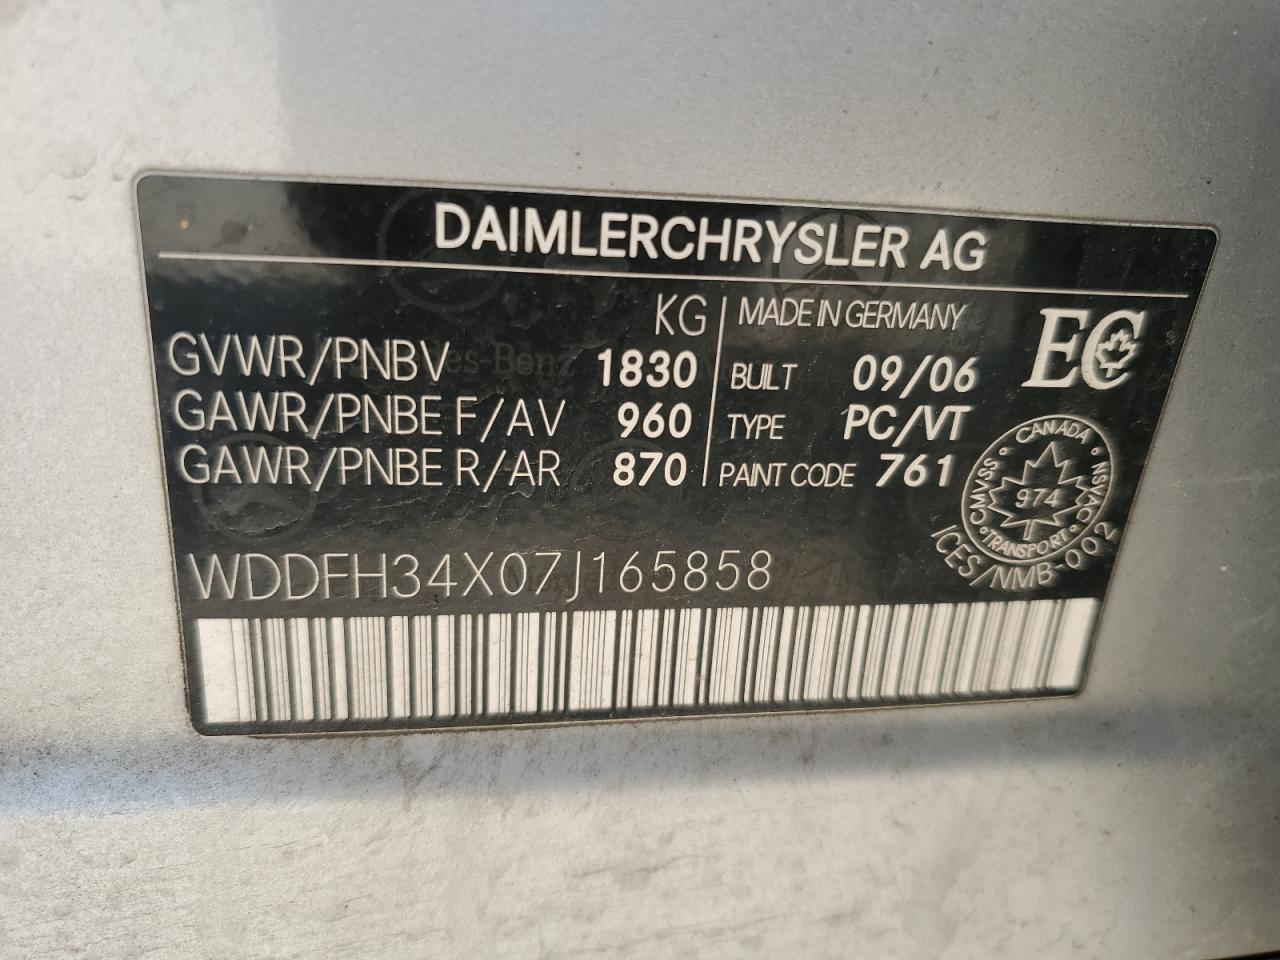 DAIMLERCHRYSLER AG
KG
GVWR/PNBV 1830
GAWR/PNBE F/AV 960
GAWR/PNBE R/AR 870
MADE IN GERMANY
BUILT 09/06
TYPE PC/VT
PAINT CODE 761
EC
CANADA
CMVSS
974
NSVAC
TRANSPORT
ICES/NMB-002
WDDFH34X07J165858